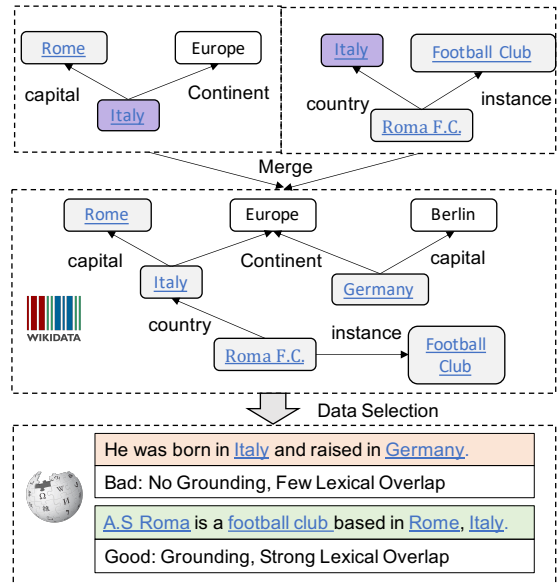 Rome
Europe
capital
Continent
Italy
Italy
Football Club
country
instance
Roma F.C.
Merge
Rome
Europe
Berlin
capital
Continent
capital
Italy
Germany
WIKIDATA
country
instance
Roma F.C.
Football
Club
Data Selection
He was born in Italy and raised in Germany.
Bad: No Grounding, Few Lexical Overlap
A.S Roma is a football club based in Rome, Italy.
Good: Grounding, Strong Lexical Overlap